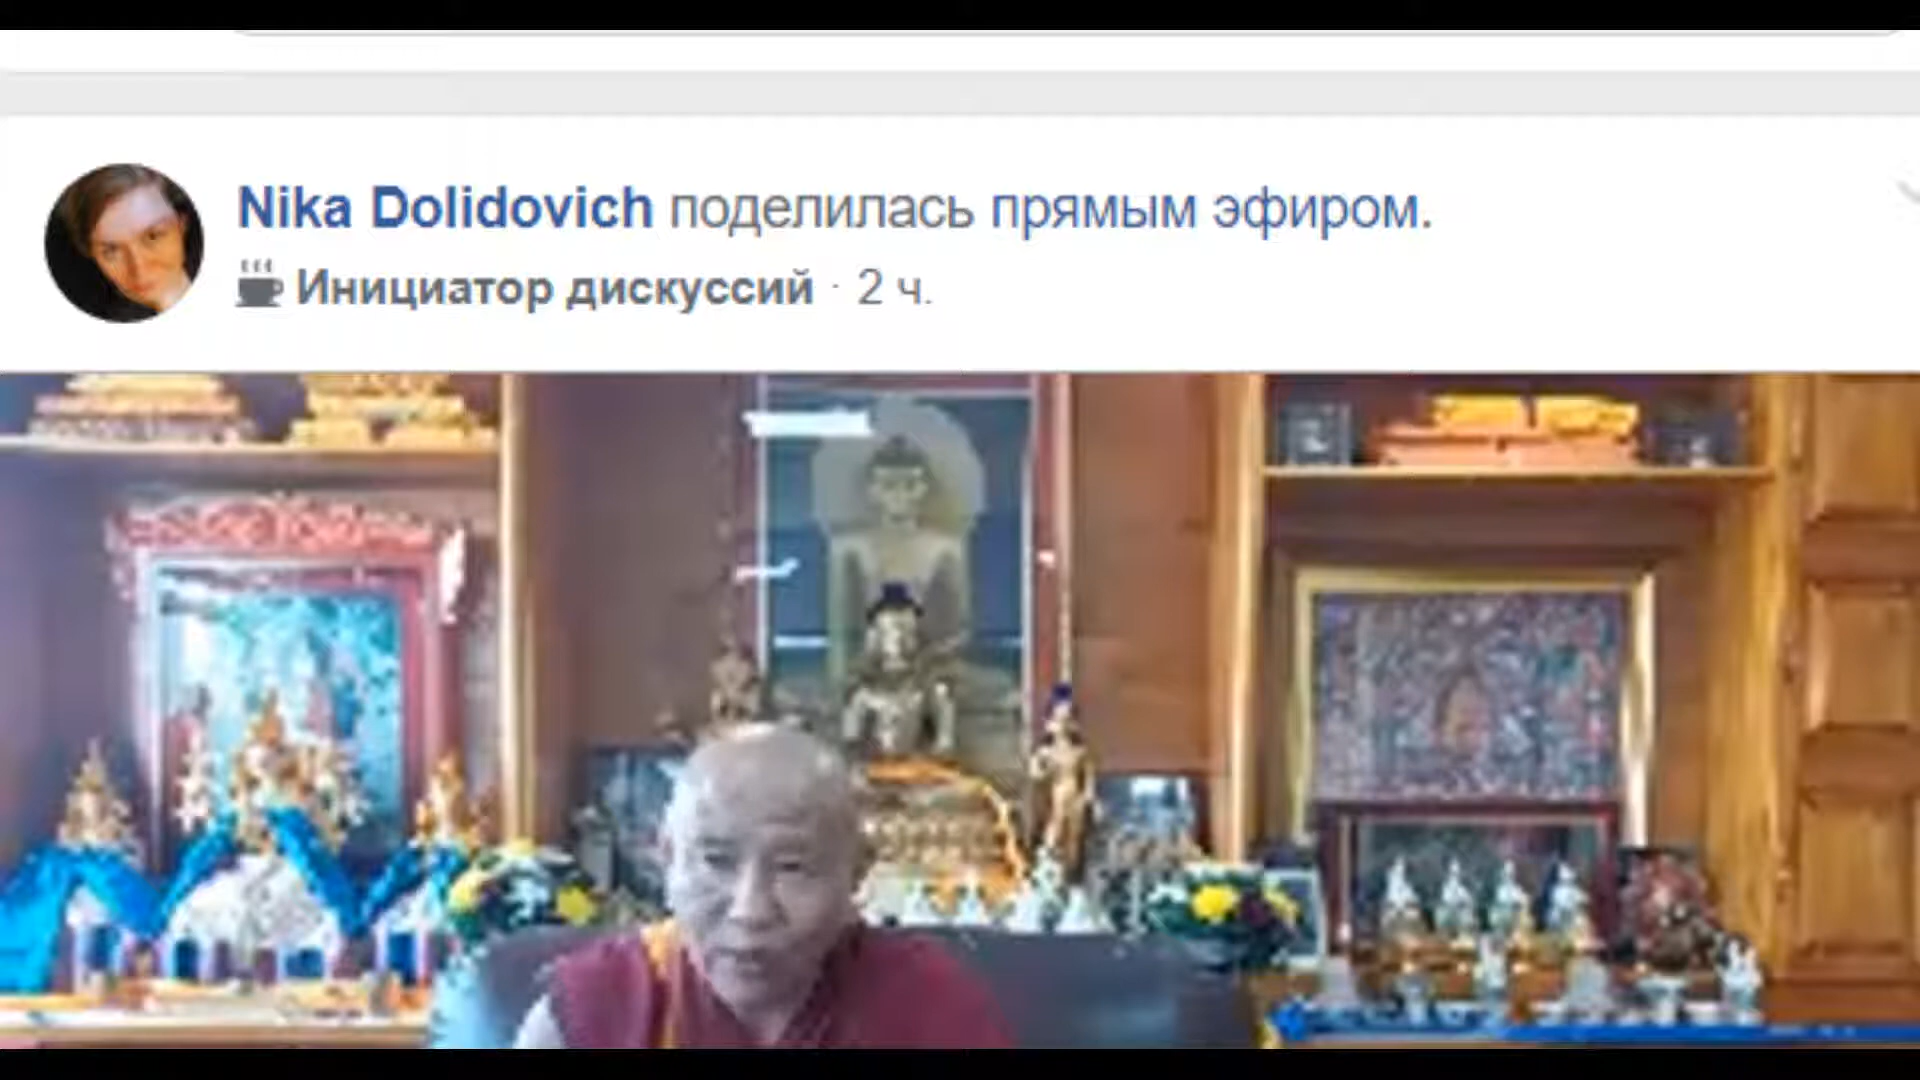 Nika Dolidovich поделилась прямым эфиром.
Инициатор дискуссий · 2 ч.